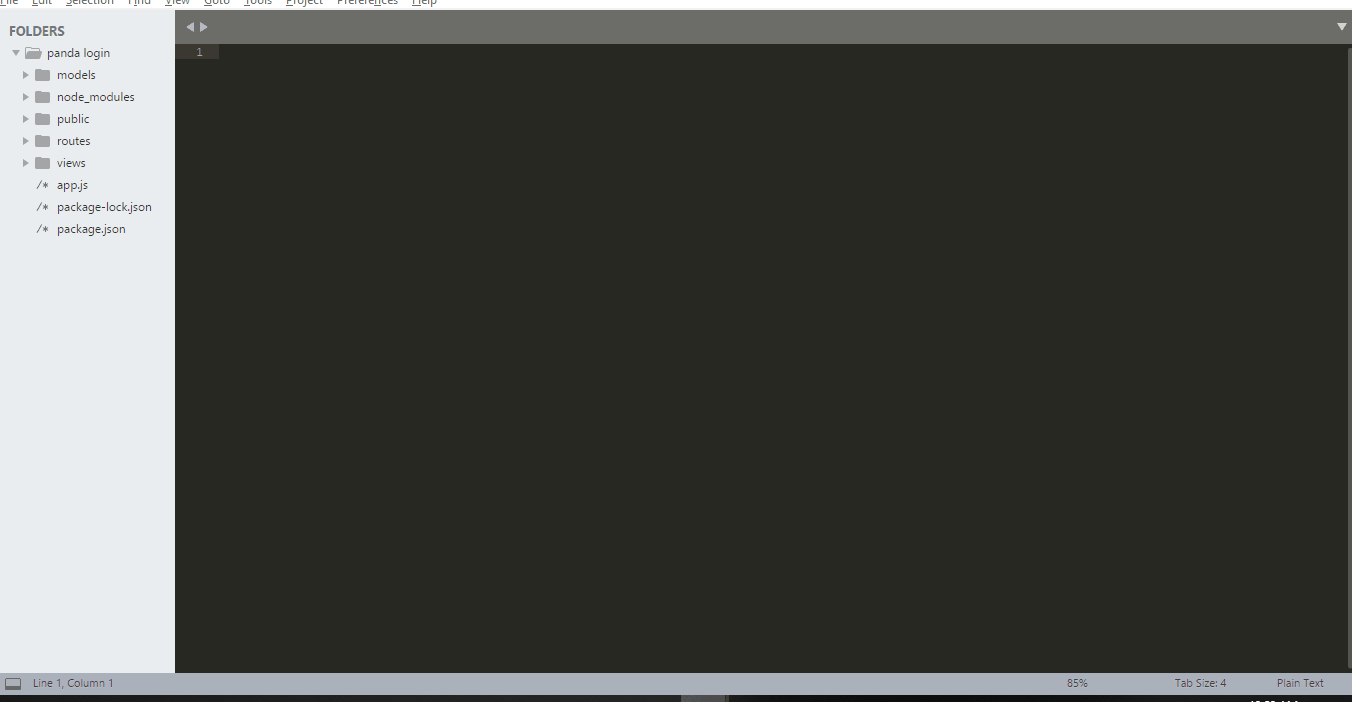 File Edit Selection Find View Goto Tools Project Preferences Help
FOLDERS
panda login
models
node_modules
public
routes
views
/* app.js
/* package-lock.json
/* package.json
1
Line 1, Column 1 85% Tab Size: 4 Plain Text